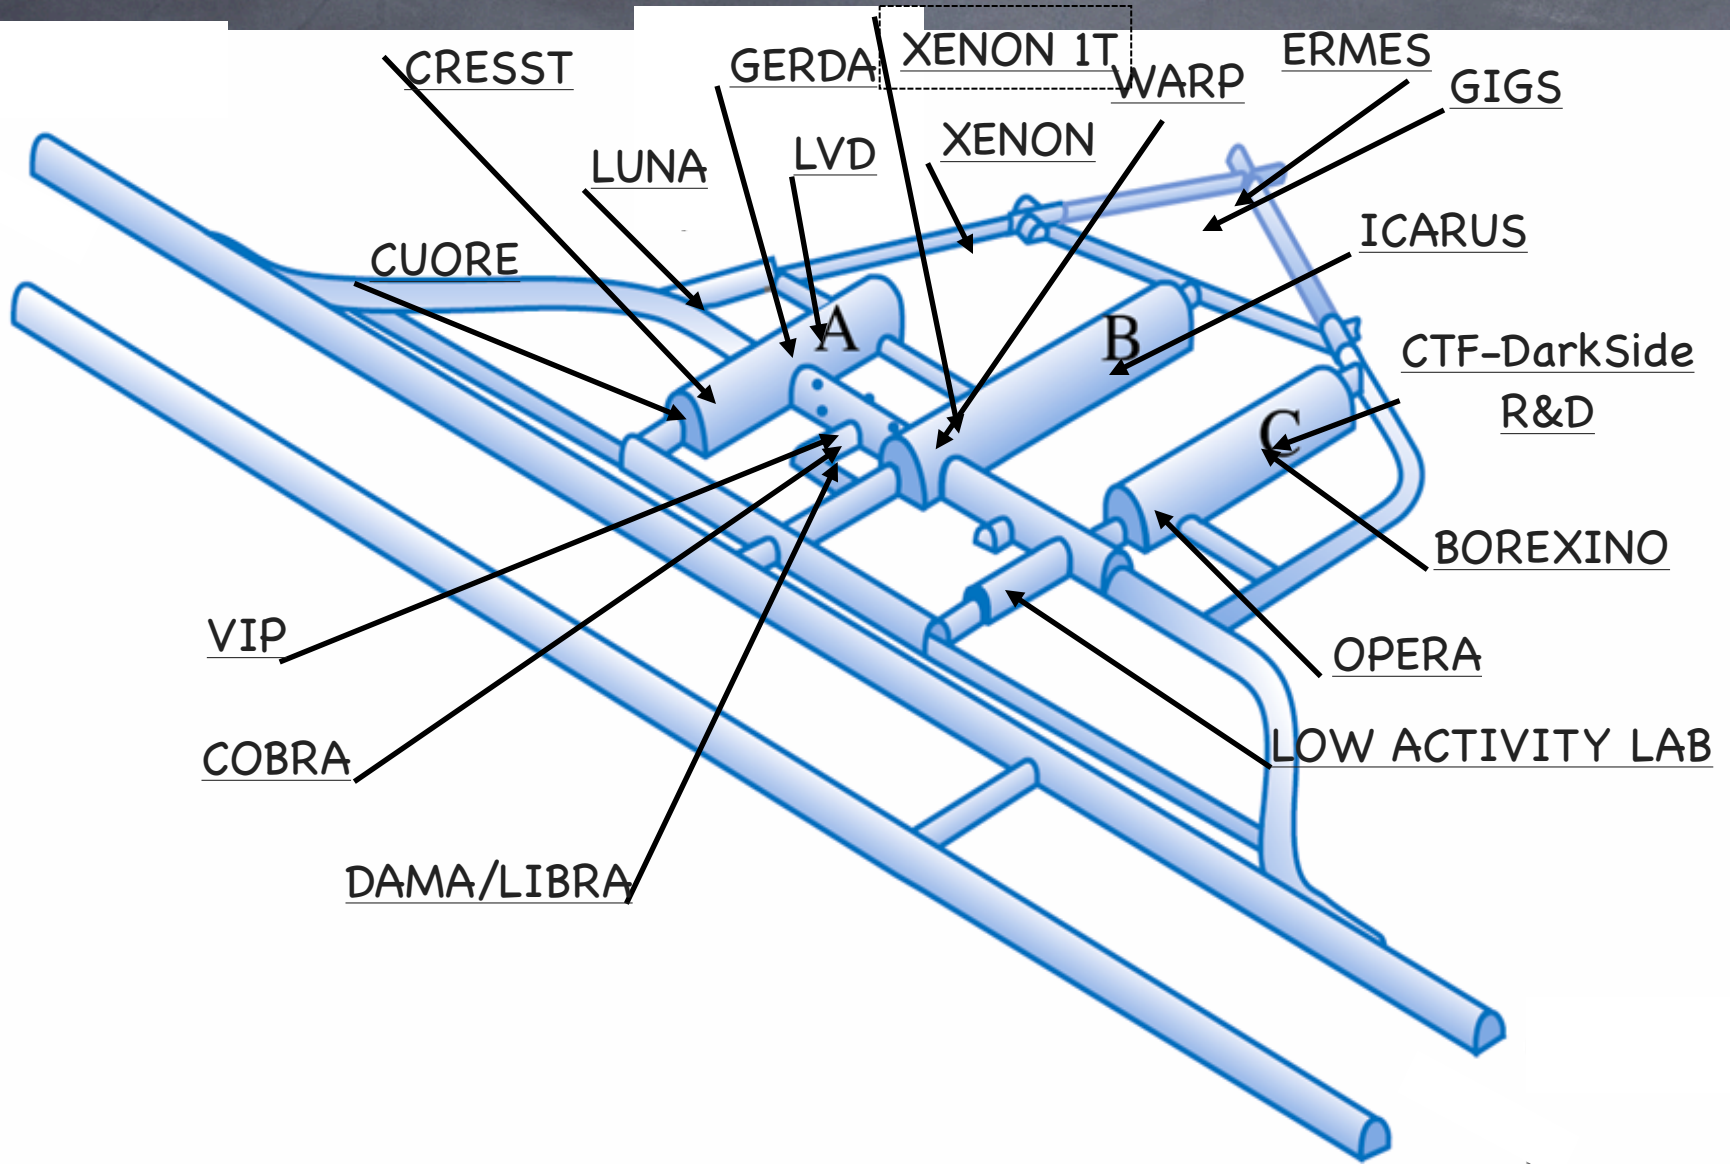 XENON 1T
ERMES
CRESST
GERDA
WARP
GIGS
LUNA
LVD
XENON
ICARUS
CUORE
A
B
CTF-DarkSide
R&D
C
BOREXINO
VIP
OPERA
COBRA
LOW ACTIVITY LAB
DAMA/LIBRA